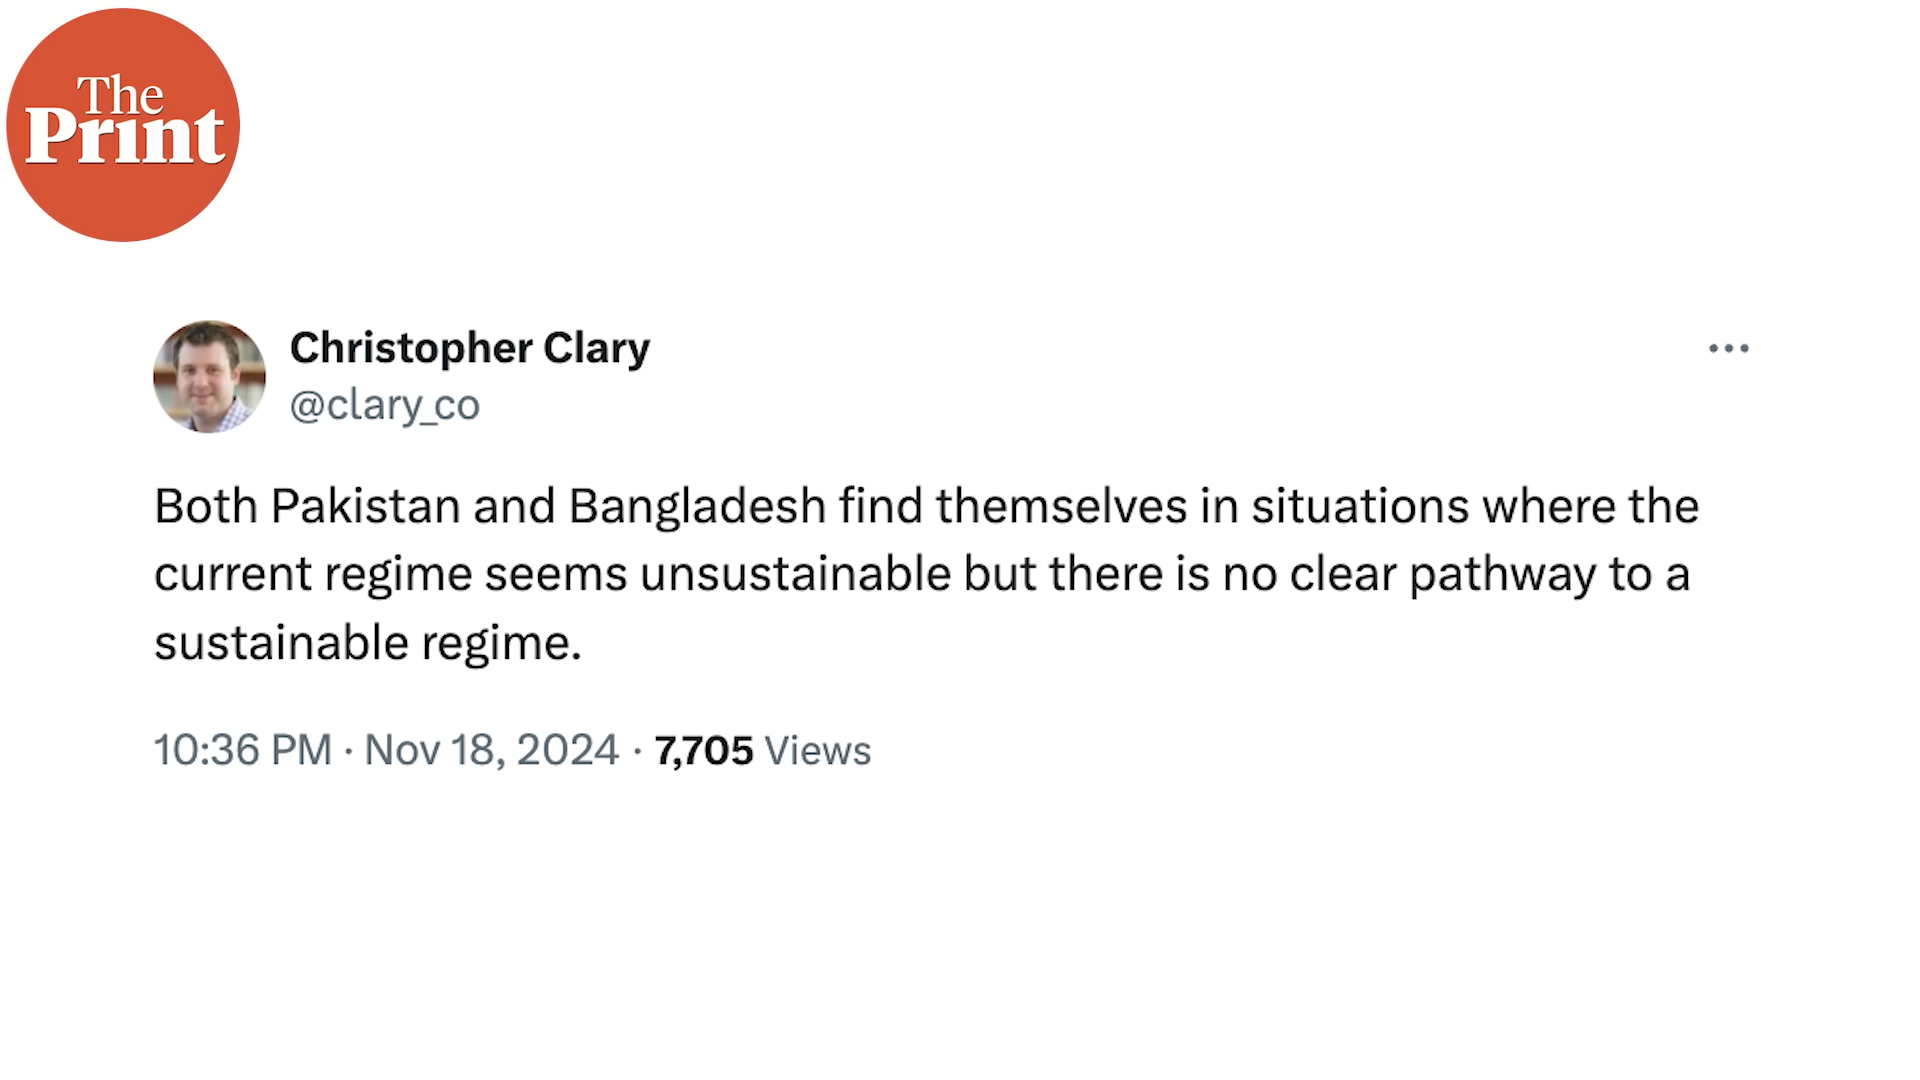 The
Print
Christopher Clary
@clary_co
Both Pakistan and Bangladesh find themselves in situations where the
current regime seems unsustainable but there is no clear pathway to a
sustainable regime.
10:36 PM · Nov 18, 2024 · 7,705 Views